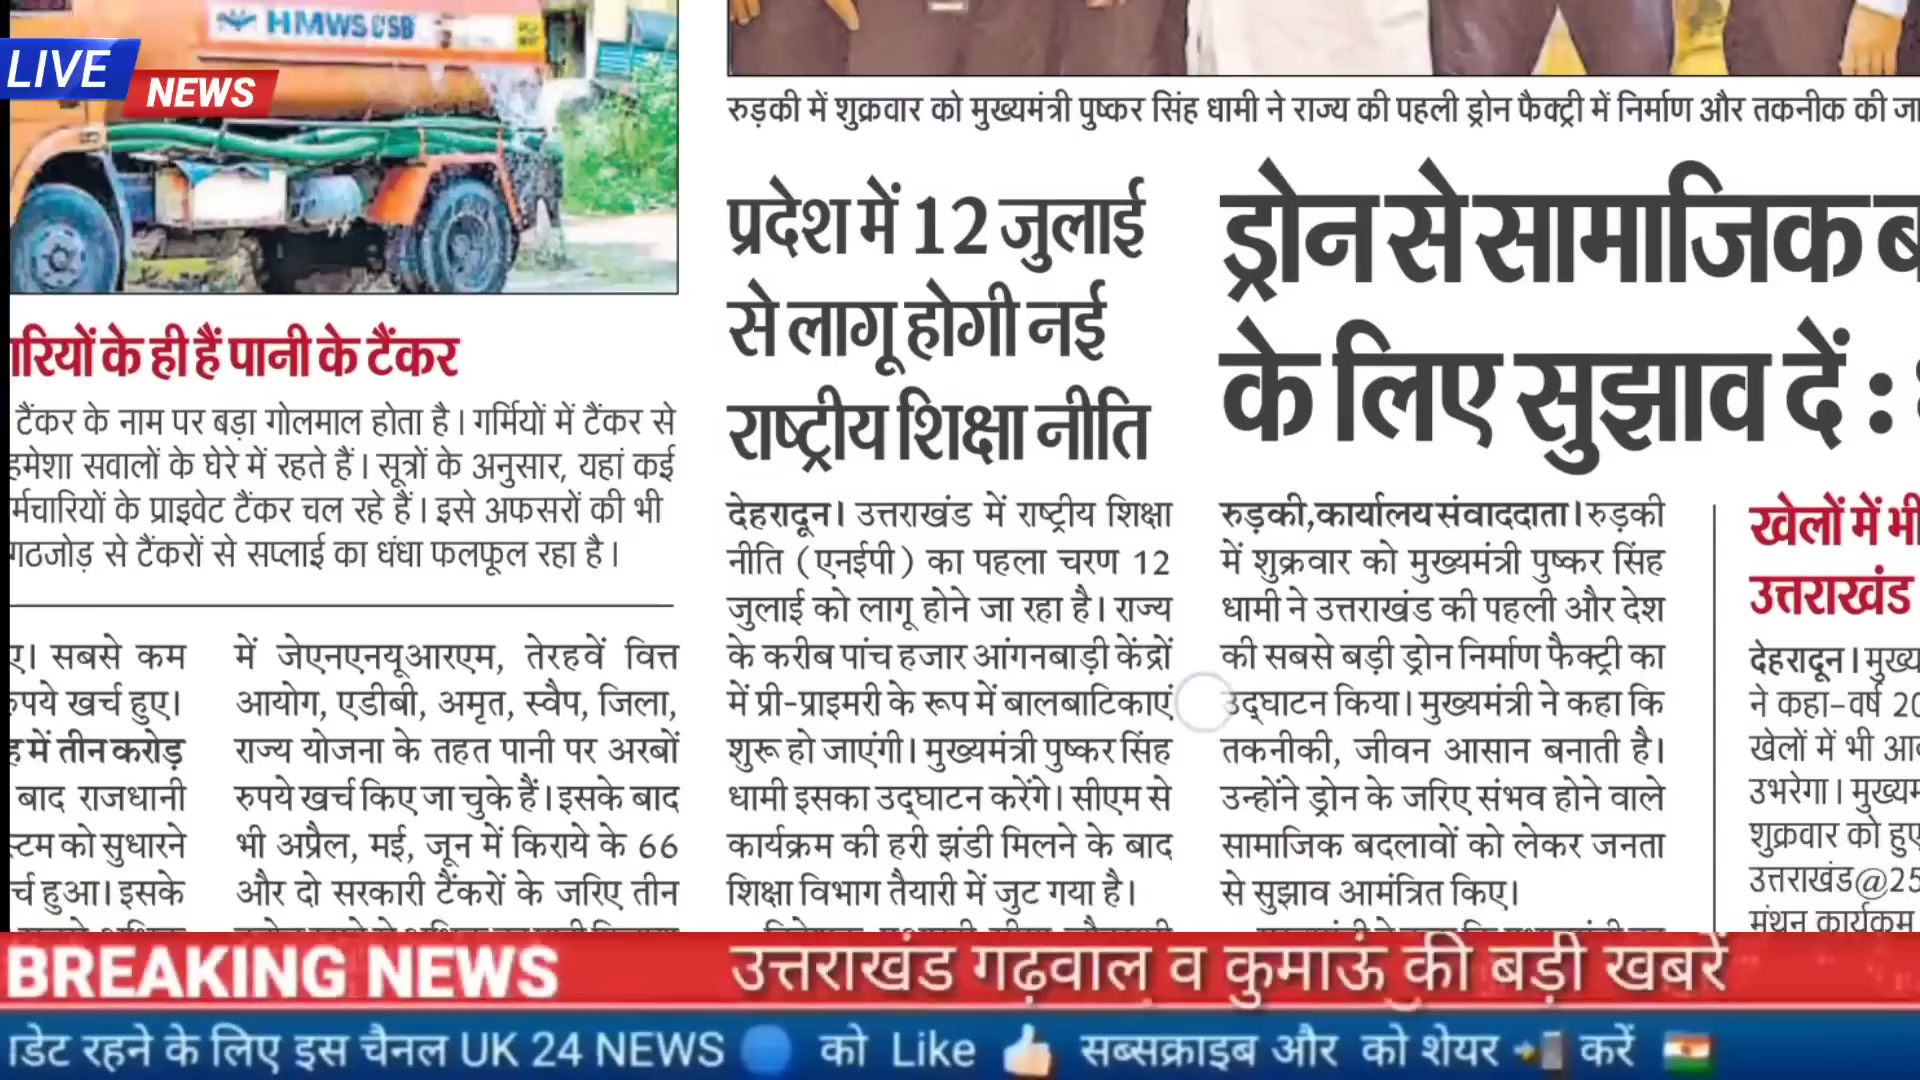 HMWS&SB
LIVE
NEWS
रुड़की में शुक्रवार को मुख्यमंत्री पुष्कर सिंह धामी ने राज्य की पहली ड्रोन फैक्ट्री में निर्माण और तकनीक की
के ही हैं पानी के टैंकर
टैंकर के नाम पर बड़ा गोलमाल होता है। गर्मियों में टैंकर से
हमेशा सवालों के घेरे में रहते हैं। सूत्रों के अनुसार, यहां कई
के प्राइवेट टैंकर चल रहे हैं। इसे अफसरों की भी
गठजोड़ से टैंकरों से सप्लाई का धंधा फलफूल रहा है।
सबसे कम
खर्च हुए।
में तीन करोड़
बाद राजधानी
को सुधारने
हुआ। इसके
में जेएनएनयूआरएम, तेरहवें वित्त
आयोग, एडीबी, अमृत, स्वैप, जिला,
राज्य योजना के तहत पानी पर अरबों
रुपये खर्च किए जा चुके हैं। इसके बाद
भी अप्रैल, मई, जून में किराये के 66
और दो सरकारी टैंकरों के जरिए तीन
प्रदेश में 12 जुलाई
से लागू होगी नई
राष्ट्रीय शिक्षा नीति
देहरादून। उत्तराखंड में राष्ट्रीय शिक्षा
नीति (एनईपी) का पहला चरण 12
जुलाई को लागू होने जा रहा है। राज्य
के करीब पांच हजार आंगनबाड़ी केंद्रों
में प्री-प्राइमरी के रूप में बालबाटिकाएं
शुरू हो जाएंगी। मुख्यमंत्री पुष्कर सिंह
धामी इसका उद्घाटन करेंगे। सीएम से
कार्यक्रम की हरी झंडी मिलने के बाद
शिक्षा विभाग तैयारी में जुट गया है।
ड्रोन से सामाजिक
के लिए सुझाव दें :
रुड़की, कार्यालय संवाददाता। रुड़की
में शुक्रवार को मुख्यमंत्री पुष्कर सिंह
धामी ने उत्तराखंड की पहली और देश
की सबसे बड़ी ड्रोन निर्माण फैक्ट्री का
उद्घाटन किया। मुख्यमंत्री ने कहा कि
तकनीकी, जीवन आसान बनाती है।
उन्होंने ड्रोन के जरिए संभव होने वाले
सामाजिक बदलावों को लेकर जनता
से सुझाव आमंत्रित किए।
खेलों में भी
उत्तराखंड
देहरादून।
ने कहा-वर्ष
खेलों में भी
उभरेगा।
शुक्रवार को
उत्तराखंड@25
मंथन कार्यक्रम
BREAKING NEWS उत्तराखंड गढ़वाल व कुमाऊं की बड़ी खबरें
रहने के लिए इस चैनल UK 24 NEWS को Like सब्सक्राइब और को शेयर करें